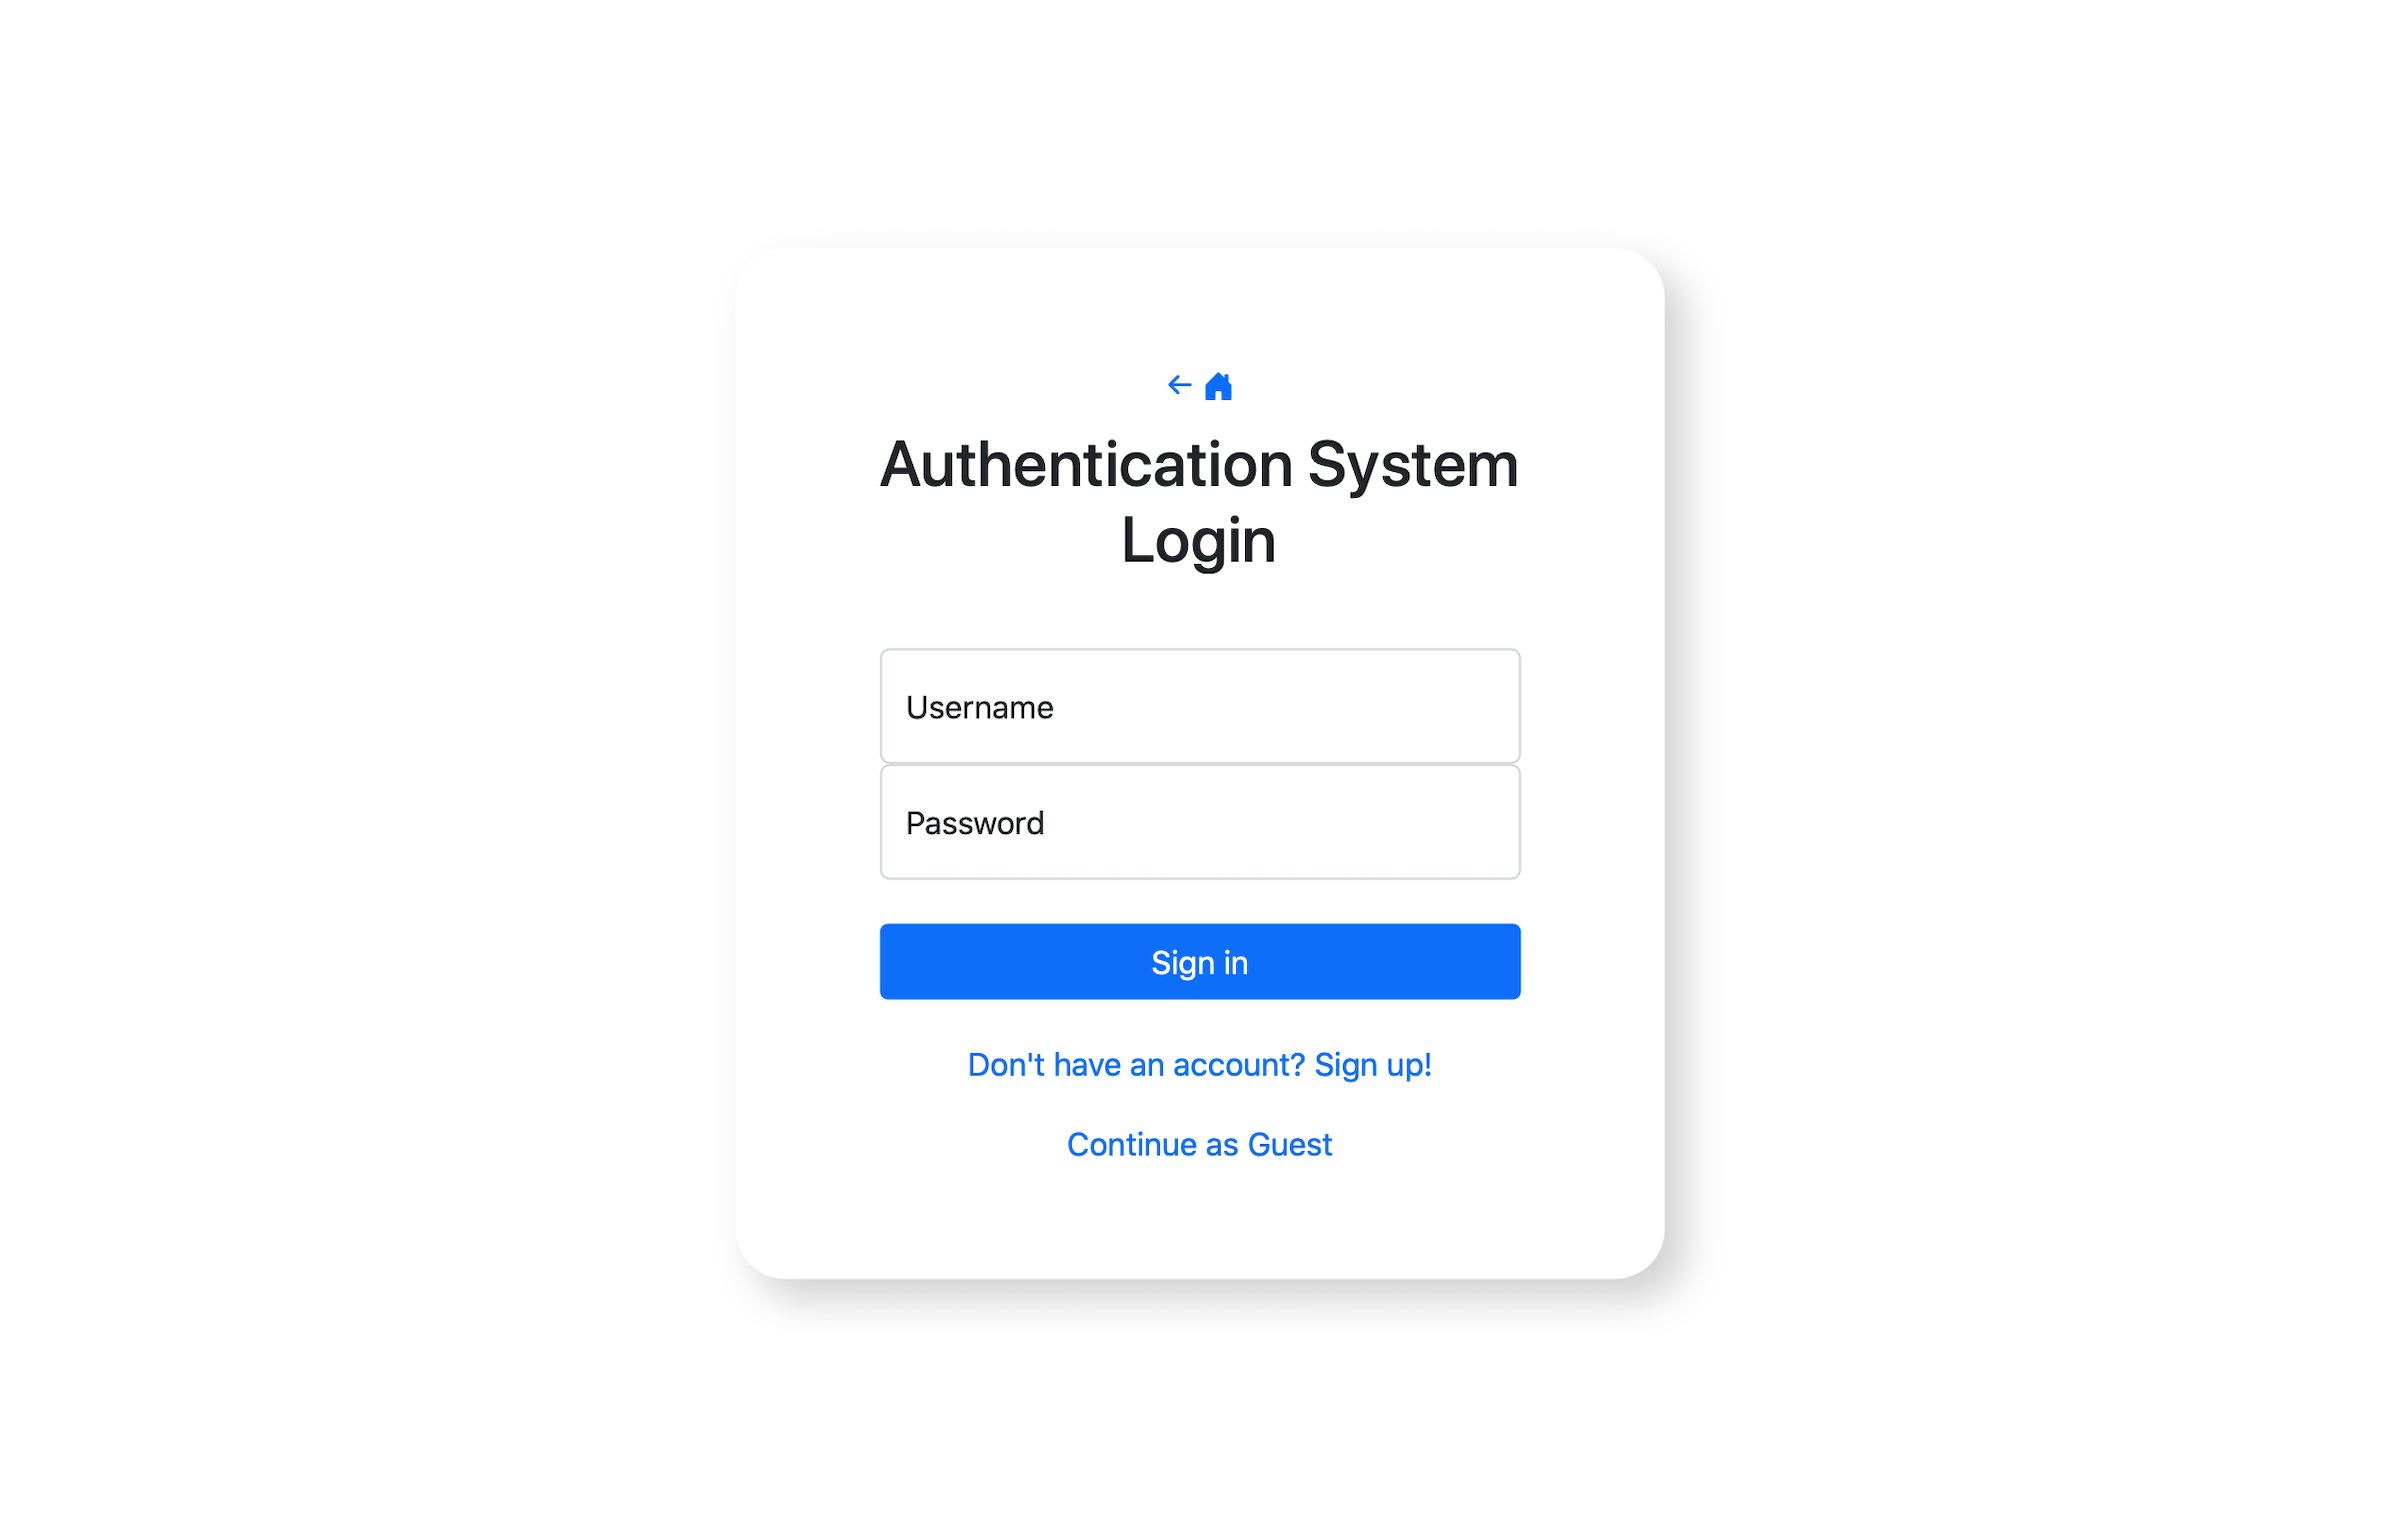 Authentication System
Login
Username
Password
Sign in
Don't have an account? Sign up!
Continue as Guest